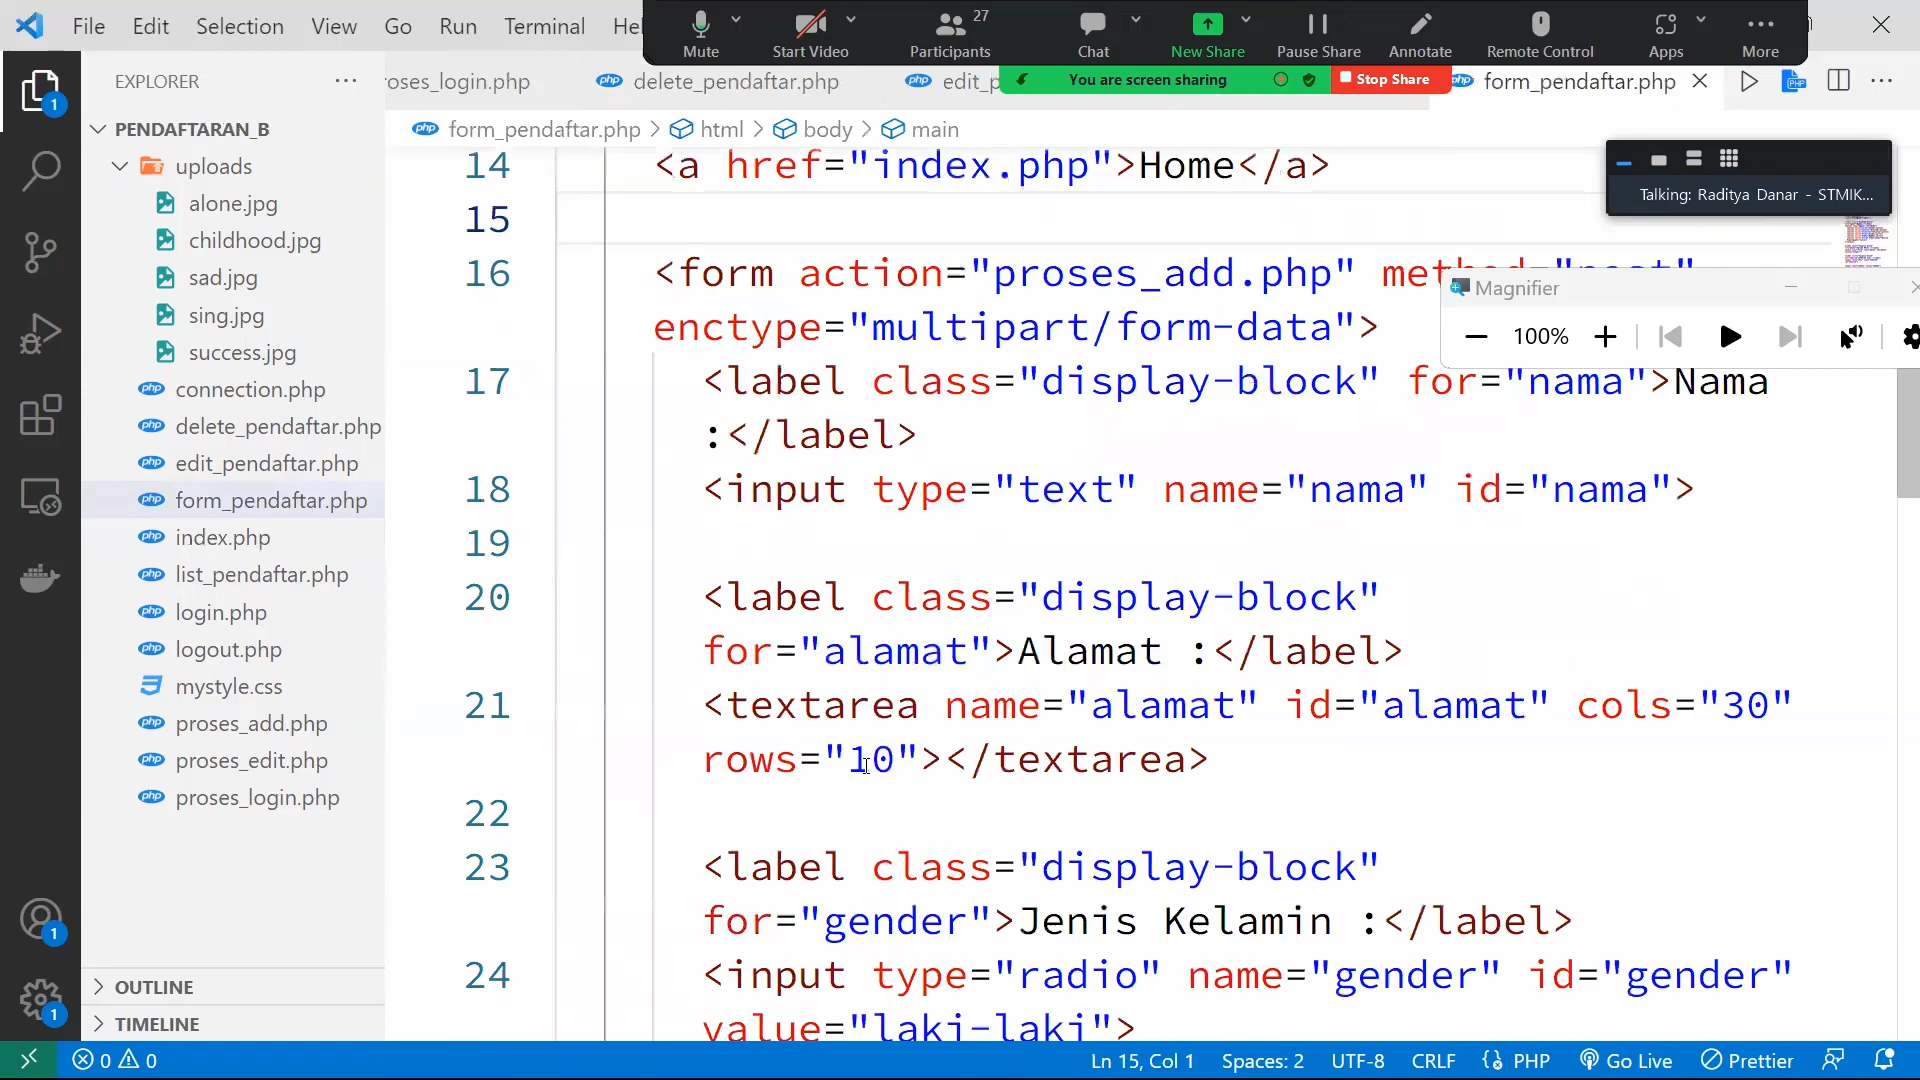 File Edit Selection View Go Run Terminal Hel
Mute Start Video Participants 27 Chat New Share Pause Share Annotate Remote Control Apps More
You are screen sharing Stop Share
EXPLORER
roses_login.php delete_pendaftar.php edit_p form_pendaftar.php
form_pendaftar.php > html > body > main
Talking: Raditya Danar - STMIK...
Magnifier
100%
PENDAFTARAN_B
uploads
alone.jpg
childhood.jpg
sad.jpg
sing.jpg
success.jpg
connection.php
delete_pendaftar.php
edit_pendaftar.php
form_pendaftar.php
index.php
list_pendaftar.php
login.php
logout.php
mystyle.css
proses_add.php
proses_edit.php
proses_login.php
OUTLINE
TIMELINE
1
1
1
14 <a href="index.php">Home</a>
15
16 <form action="proses_add.php" method="post"
enctype="multipart/form-data">
17 <label class="display-block" for="nama">Nama
:</label>
18 <input type="text" name="nama" id="nama">
19
20 <label class="display-block"
for="alamat">Alamat :</label>
21 <textarea name="alamat" id="alamat" cols="30"
rows="10"></textarea>
22
23 <label class="display-block"
for="gender">Jenis Kelamin :</label>
24 <input type="radio" name="gender" id="gender"
value="laki-laki">
0 0 Ln 15, Col 1 Spaces: 2 UTF-8 CRLF PHP Go Live Prettier